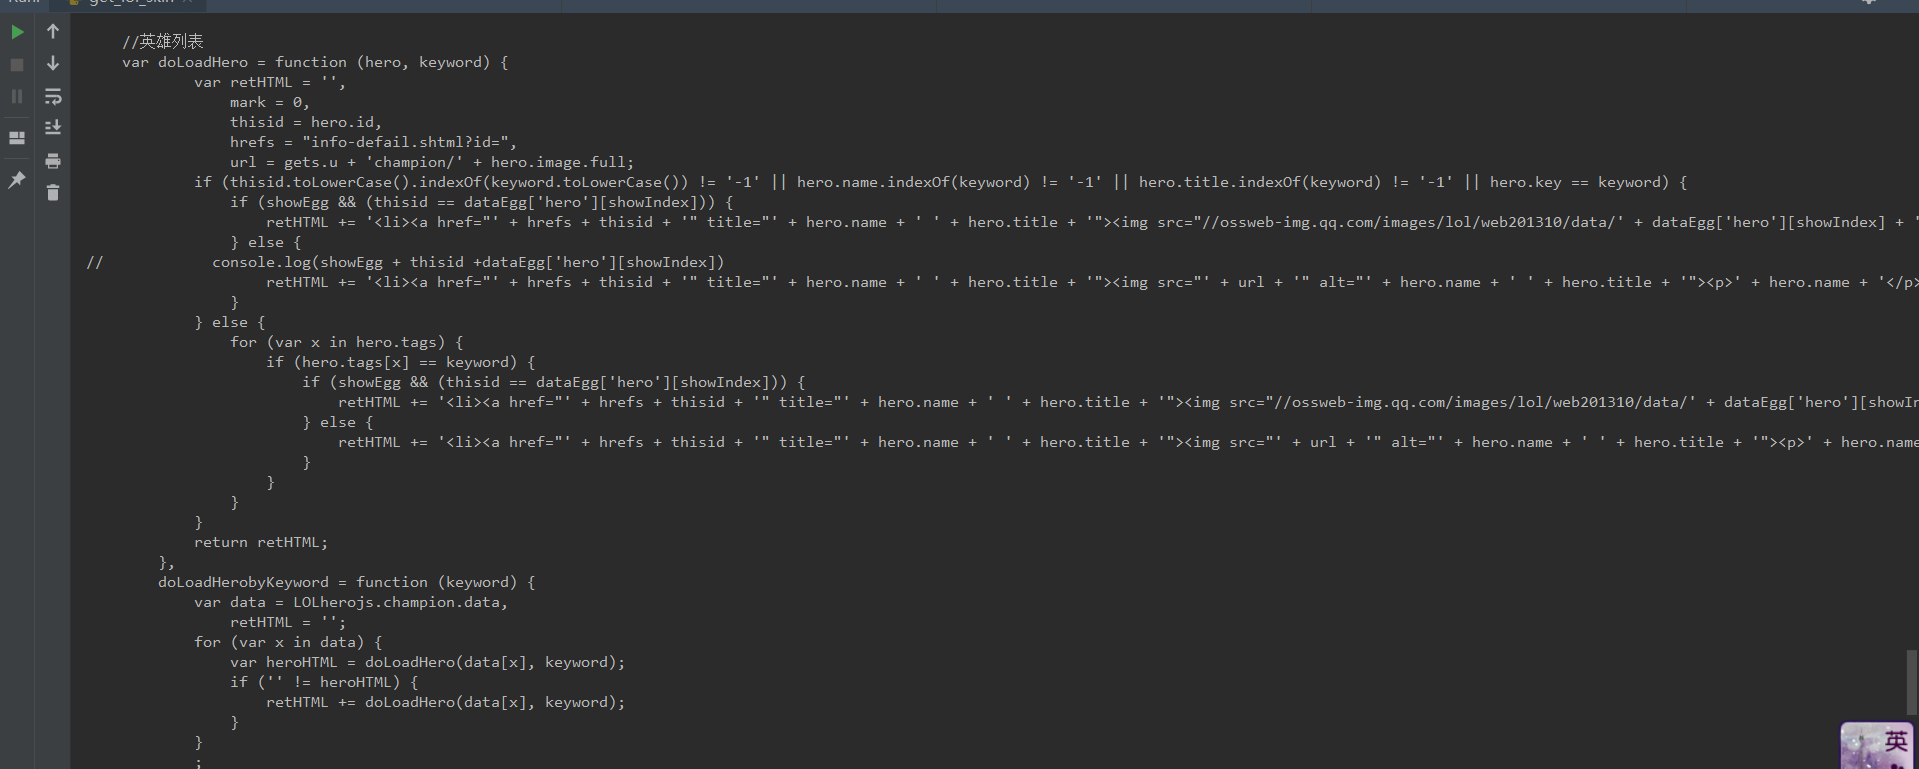 get_lol_skin
//英雄列表
var doLoadHero = function (hero, keyword) {
var retHTML = '',
mark = 0,
thisid = hero.id,
hrefs = "info-defail.shtml?id=",
url = gets.u + 'champion/' + hero.image.full;
if (thisid.toLowerCase().indexOf(keyword.toLowerCase()) != '-1' || hero.name.indexOf(keyword) != '-1' || hero.title.indexOf(keyword) != '-1' || hero.key == keyword) {
if (showEgg && (thisid == dataEgg['hero'][showIndex])) {
retHTML += '<li><a href="' + hrefs + thisid + '" title="' + hero.name + ' ' + hero.title + '"><img src="//ossweb-img.qq.com/images/lol/web201310/data/' + dataEgg['hero'][showIndex] + '
} else {
// console.log(showEgg + thisid +dataEgg['hero'][showIndex])
retHTML += '<li><a href="' + hrefs + thisid + '" title="' + hero.name + ' ' + hero.title + '"><img src="' + url + '" alt="' + hero.name + ' ' + hero.title + '"><p>' + hero.name + '</p>
}
} else {
for (var x in hero.tags) {
if (hero.tags[x] == keyword) {
if (showEgg && (thisid == dataEgg['hero'][showIndex])) {
retHTML += '<li><a href="' + hrefs + thisid + '" title="' + hero.name + ' ' + hero.title + '"><img src="//ossweb-img.qq.com/images/lol/web201310/data/' + dataEgg['hero'][showIn
} else {
retHTML += '<li><a href="' + hrefs + thisid + '" title="' + hero.name + ' ' + hero.title + '"><img src="' + url + '" alt="' + hero.name + ' ' + hero.title + '"><p>' + hero.name
}
}
}
}
return retHTML;
},
doLoadHerobyKeyword = function (keyword) {
var data = LOLherojs.champion.data,
retHTML = '';
for (var x in data) {
var heroHTML = doLoadHero(data[x], keyword);
if ('' != heroHTML) {
retHTML += doLoadHero(data[x], keyword);
}
}
;
英